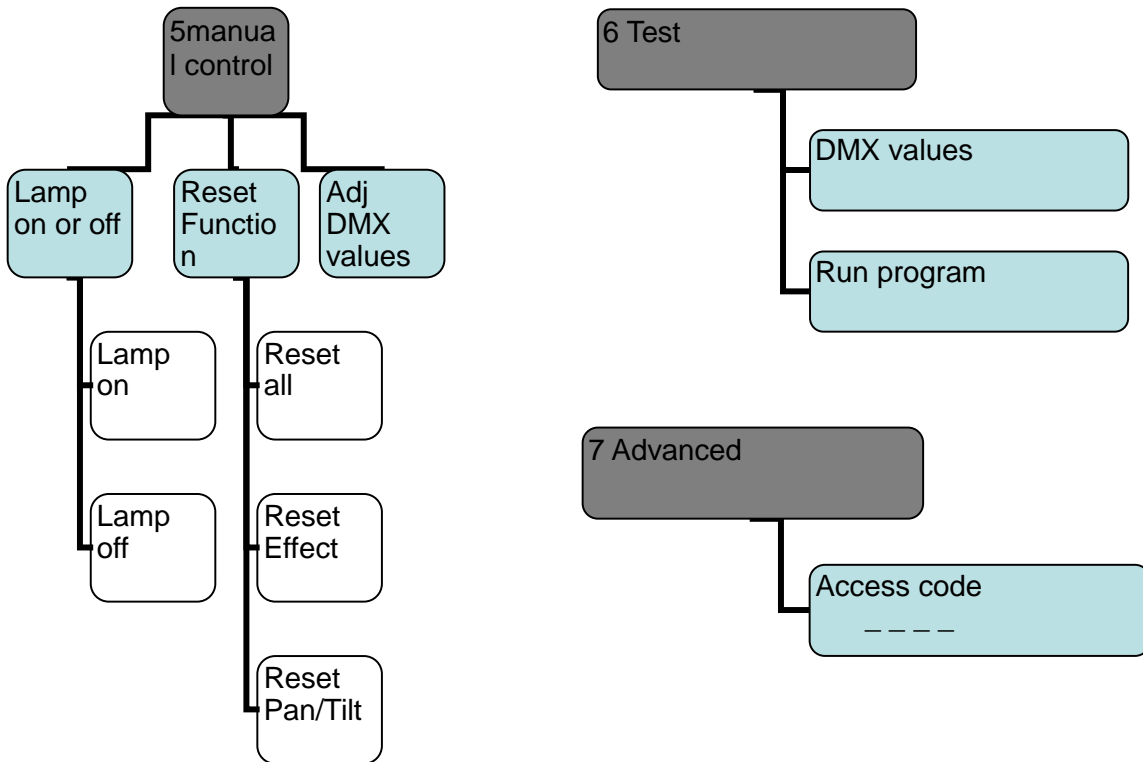 5manua
l control
Lamp
on or off
Reset
Functio
n
Adj
DMX
values
Lamp
on
Reset
all
Lamp
off
Reset
Effect
Reset
Pan/Tilt
6 Test
DMX values
Run program
7 Advanced
Access code
_ _ _ _